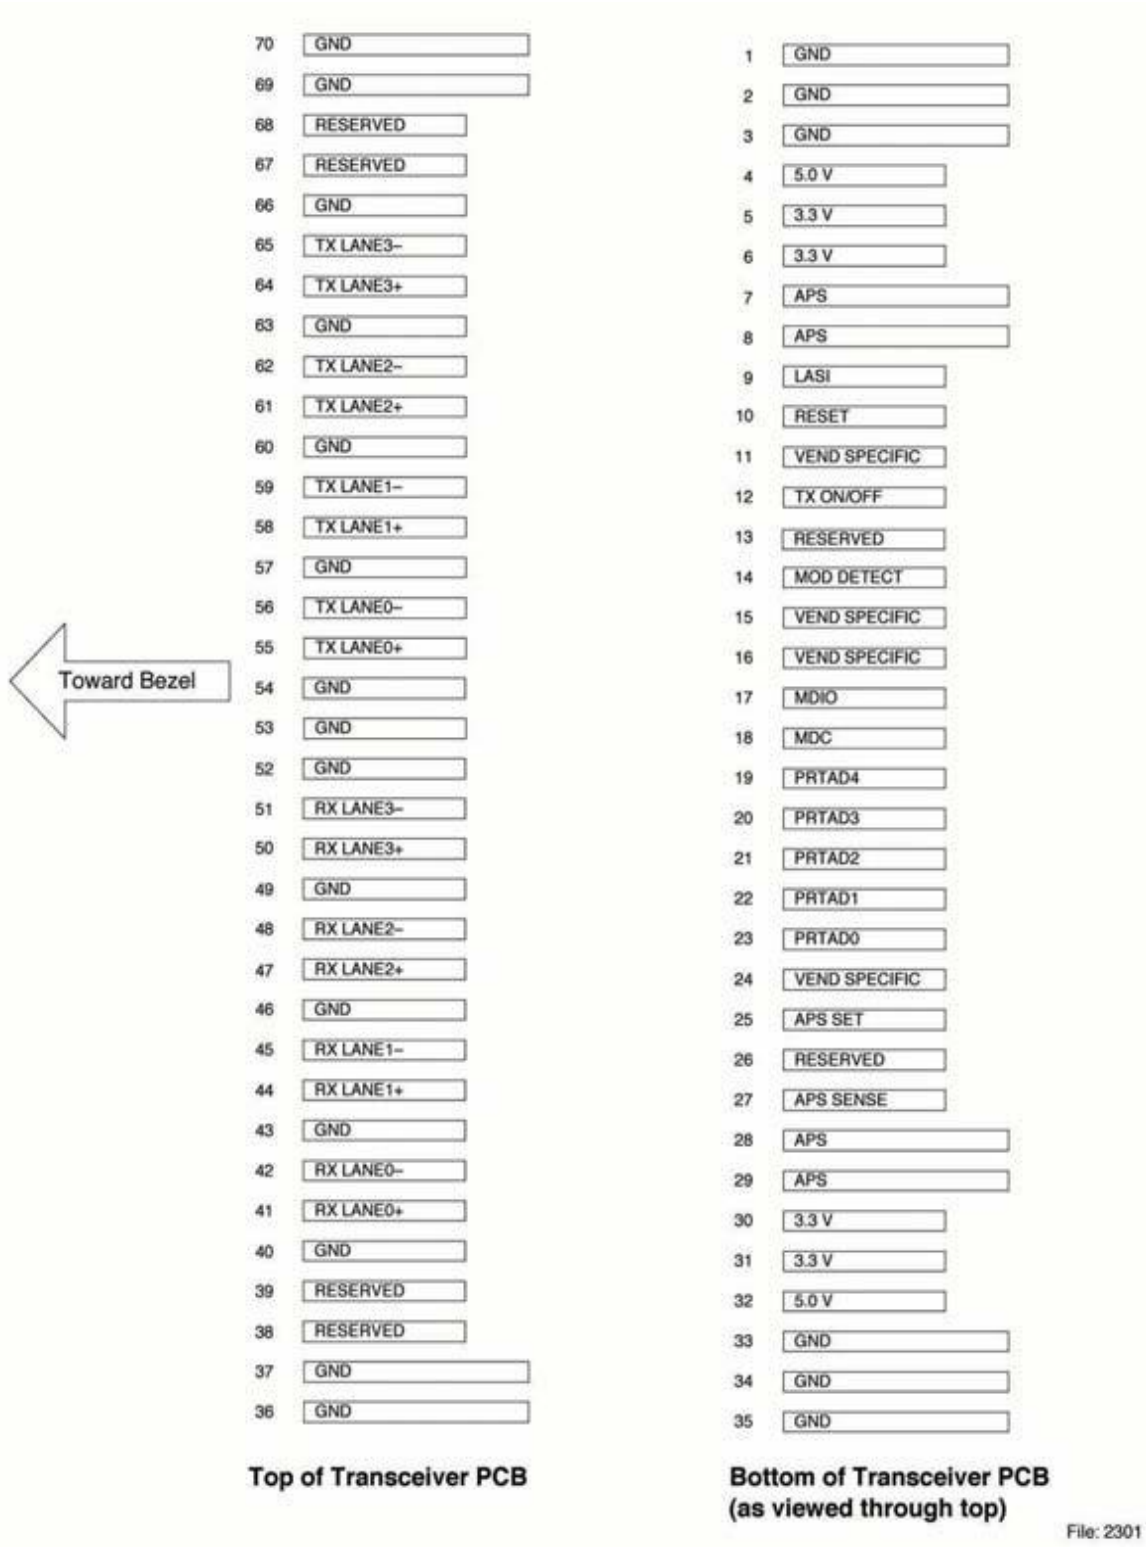 70 GND
69 GND
68 RESERVED
67 RESERVED
66 GND
65 TX LANE3–
64 TX LANE3+
63 GND
62 TX LANE2–
61 TX LANE2+
60 GND
59 TX LANE1–
58 TX LANE1+
57 GND
56 TX LANE0–
55 TX LANE0+
Toward Bezel
54 GND
53 GND
52 GND
51 RX LANE3–
50 RX LANE3+
49 GND
48 RX LANE2–
47 RX LANE2+
46 GND
45 RX LANE1–
44 RX LANE1+
43 GND
42 RX LANE0–
41 RX LANE0+
40 GND
39 RESERVED
38 RESERVED
37 GND
36 GND
Top of Transceiver PCB
1 GND
2 GND
3 GND
4 5.0 V
5 3.3 V
6 3.3 V
7 APS
8 APS
9 LASI
10 RESET
11 VEND SPECIFIC
12 TX ON/OFF
13 RESERVED
14 MOD DETECT
15 VEND SPECIFIC
16 VEND SPECIFIC
17 MDIO
18 MDC
19 PRTAD4
20 PRTAD3
21 PRTAD2
22 PRTAD1
23 PRTAD0
24 VEND SPECIFIC
25 APS SET
26 RESERVED
27 APS SENSE
28 APS
29 APS
30 3.3 V
31 3.3 V
32 5.0 V
33 GND
34 GND
35 GND
Bottom of Transceiver PCB
(as viewed through top)
File: 2301